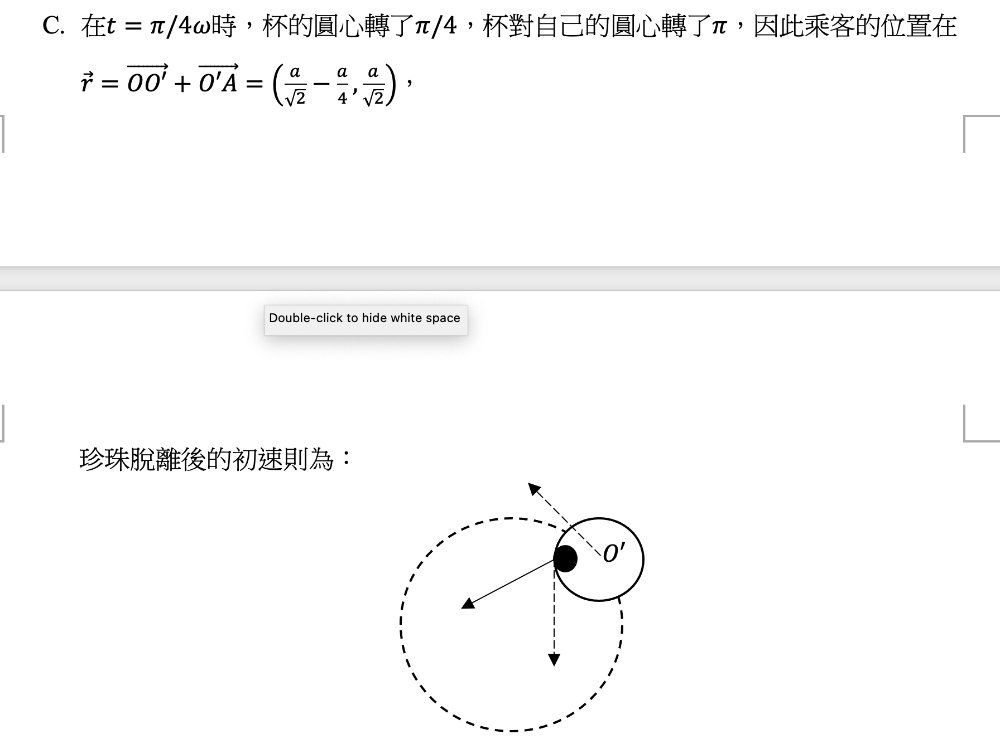 C. 在t = π/4ω時，杯的圓心轉了π/4，杯對自己的圓心轉了π，因此乘客的位置在
r⃗ = OO′⃗ + O′A⃗ = (a/√2 − a/4, a/√2)，
Double-click to hide white space
珍珠脫離後的初速則為：
O′